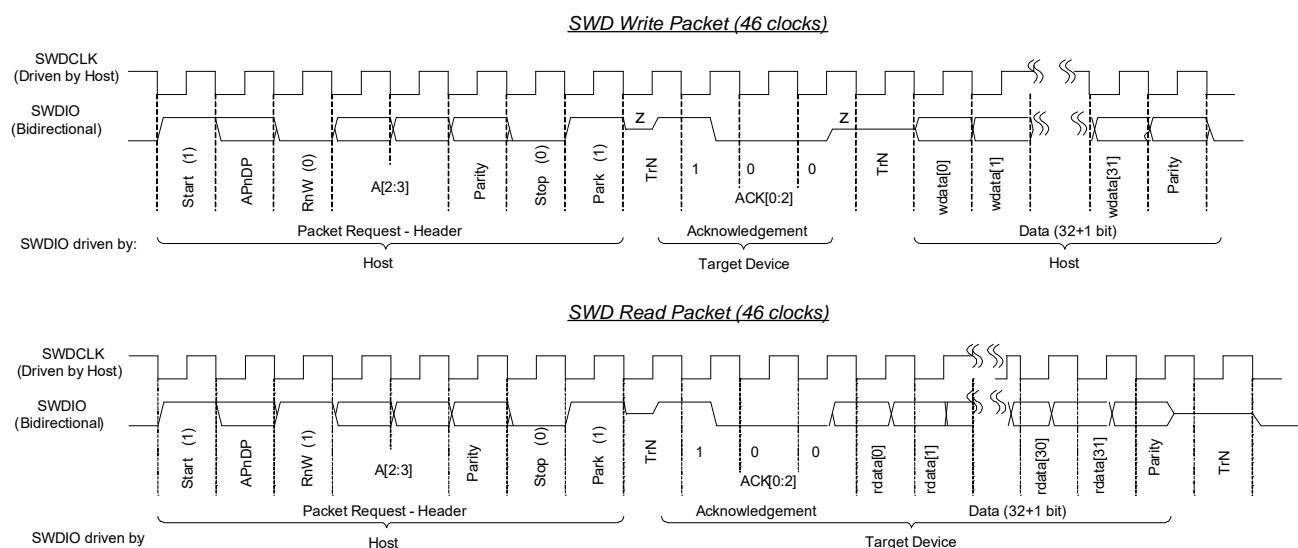 SWD Write Packet (46 clocks)
SWDCLK
(Driven by Host)
SWDIO
(Bidirectional)
Z
Z
Start (1)
APnDP
RnW (0)
A[2:3]
Parity
Stop (0)
Park (1)
TrN
1
0
0
ACK[0:2]
TrN
wdata[0]
wdata[1]
wdata[31]
Parity
SWDIO driven by:
Packet Request - Header
Acknowledgement
Data (32+1 bit)
Host
Target Device
Host
SWD Read Packet (46 clocks)
SWDCLK
(Driven by Host)
SWDIO
(Bidirectional)
Start (1)
APnDP
RnW (1)
A[2:3]
Parity
Stop (0)
Park (1)
TrN
1
0
0
ACK[0:2]
rdata[0]
rdata[1]
rdata[30]
rdata[31]
Parity
TrN
Packet Request - Header
Acknowledgement
Data (32+1 bit)
SWDIO driven by
Host
Target Device